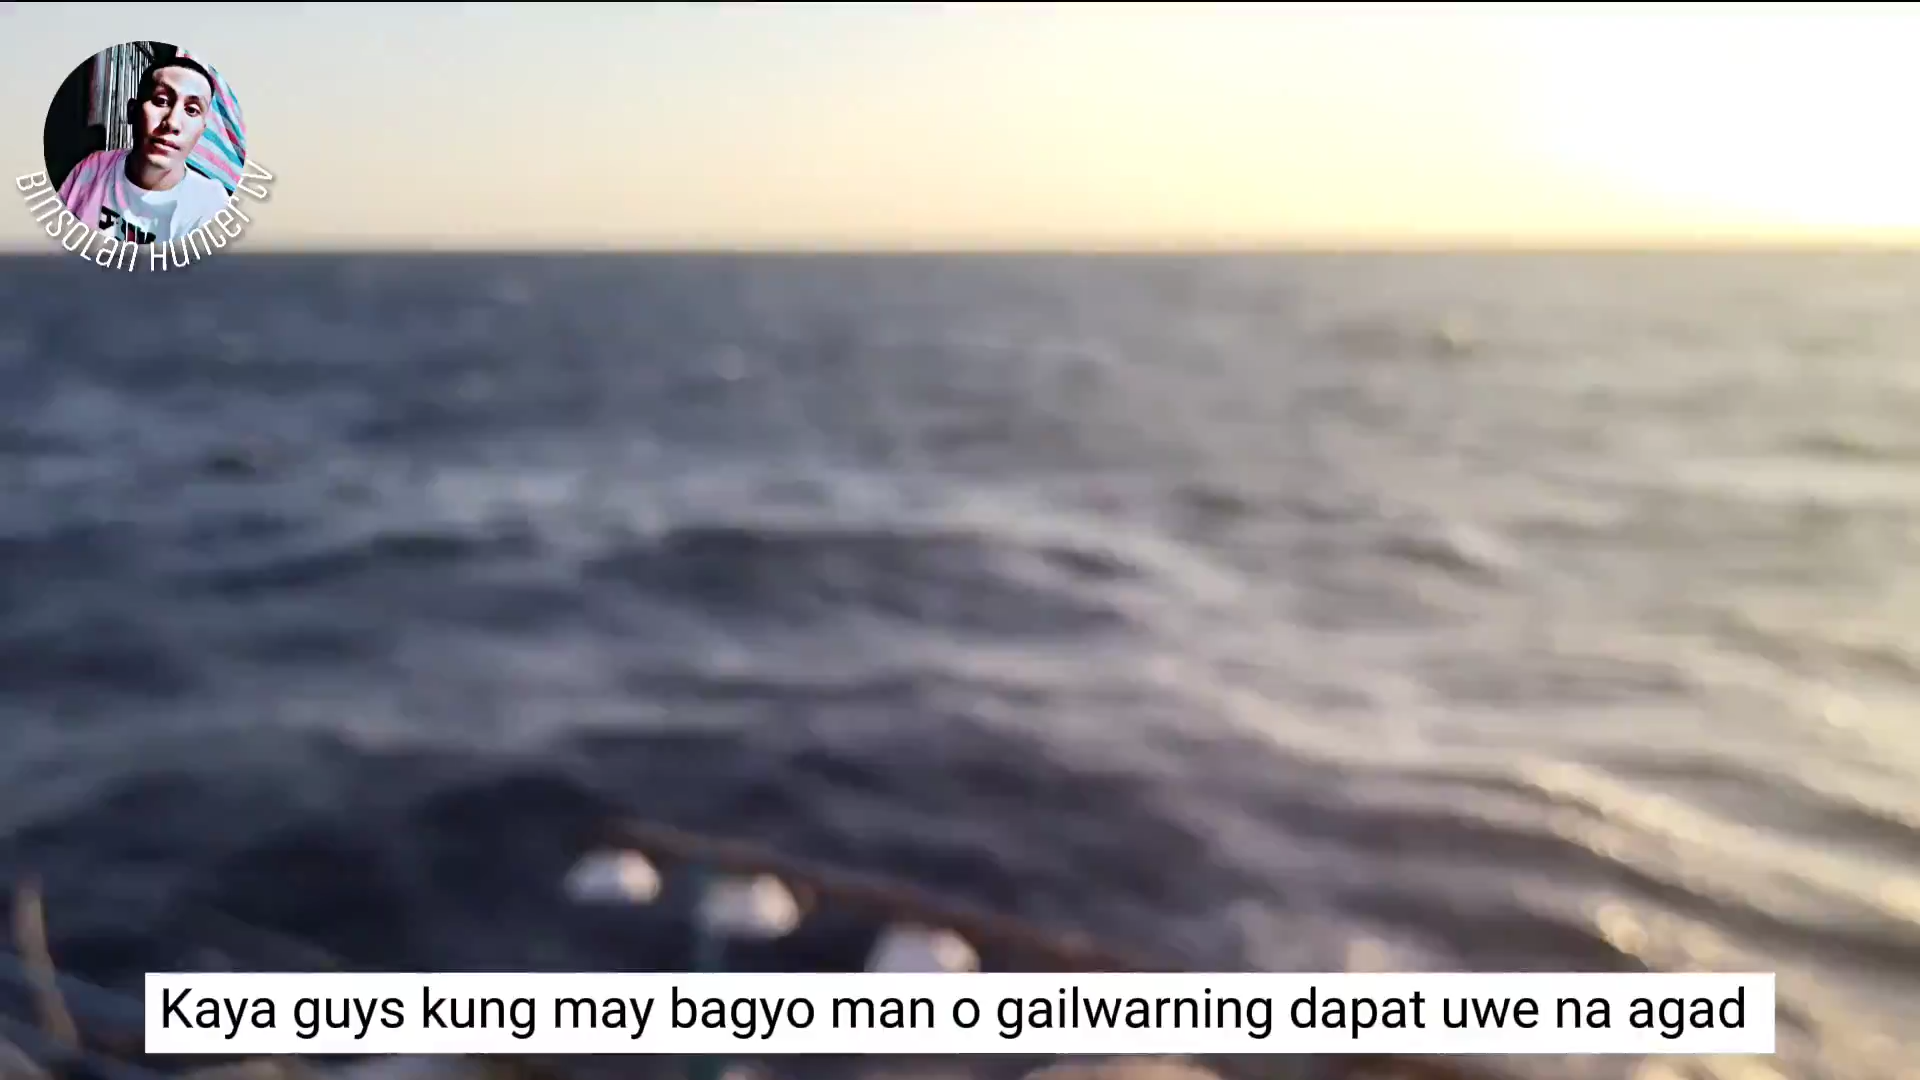 Binsolan Hunter tv
Kaya guys kung may bagyo man o gailwarning dapat uwe na agad